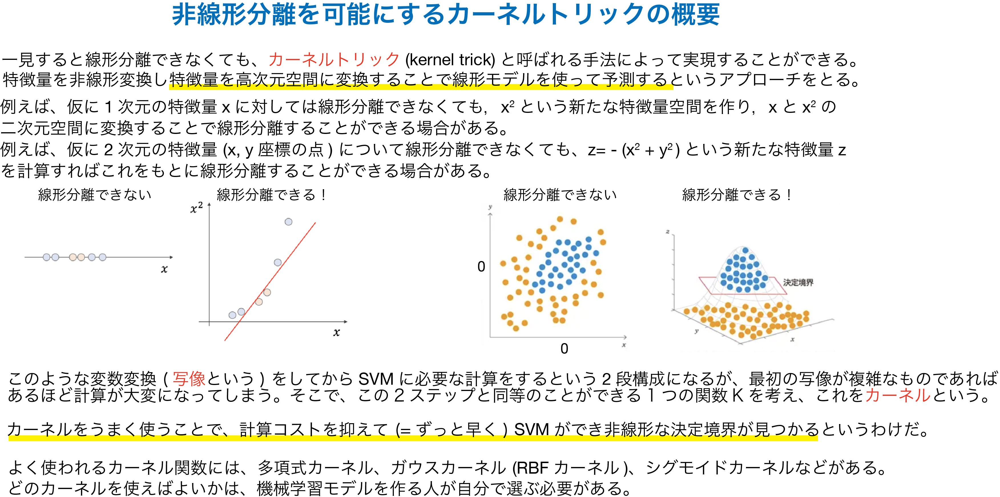 非線形分離を可能にするカーネルトリックの概要
一見すると線形分離できなくても、カーネルトリック (kernel trick) と呼ばれる手法によって実現することができる。
特徴量を非線形変換し特徴量を高次元空間に変換することで線形モデルを使って予測するというアプローチをとる。
例えば、仮に 1 次元の特徴量 x に対しては線形分離できなくても, x² という新たな特徴量空間を作り, x と x² の
二次元空間に変換することで線形分離することができる場合がある。
例えば、仮に 2 次元の特徴量 (x, y 座標の点 ) について線形分離できなくても、z= - (x² + y² ) という新たな特徴量 z
を計算すればこれをもとに線形分離することができる場合がある。
線形分離できない
x
線形分離できる！
x²
x
線形分離できない
y
0
0
x
線形分離できる！
z
決定境界
y
x
このような変数変換 ( 写像という ) をしてから SVM に必要な計算をするという 2 段構成になるが、最初の写像が複雑なものであれば
あるほど計算が大変になってしまう。そこで、この 2 ステップと同等のことができる 1 つの関数 K を考え、これをカーネルという。
カーネルをうまく使うことで、計算コストを抑えて (= ずっと早く ) SVM ができ非線形な決定境界が見つかるというわけだ。
よく使われるカーネル関数には、多項式カーネル、ガウスカーネル (RBF カーネル )、シグモイドカーネルなどがある。
どのカーネルを使えばよいかは、機械学習モデルを作る人が自分で選ぶ必要がある。